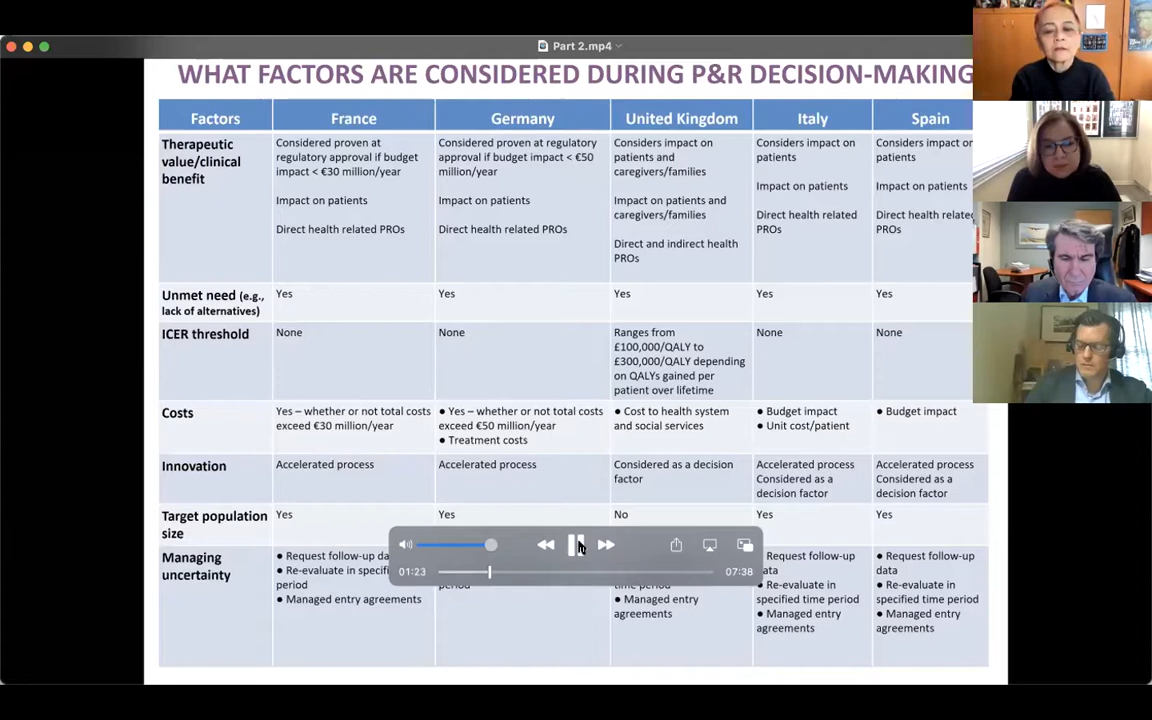 Part 2.mp4
WHAT FACTORS ARE CONSIDERED DURING P&R DECISION-MAKING
Factors
France
Germany
United Kingdom
Italy
Spain
Therapeutic
value/clinical
benefit
Considered proven at
regulatory approval if budget
impact < €30 million/year
Impact on patients
Direct health related PROs
Considered proven at regulatory
approval if budget impact < €50
million/year
Impact on patients
Direct health related PROs
Considers impact on
patients and
caregivers/families
Impact on patients and
caregivers/families
Direct and indirect health
PROs
Considers impact on
patients
Impact on patients
Direct health related
PROs
Considers impact on
patients
Impact on patients
Direct health related
PROs
Unmet need (e.g.,
lack of alternatives)
Yes
Yes
Yes
Yes
Yes
ICER threshold
None
None
Ranges from
£100,000/QALY to
£300,000/QALY depending
on QALYs gained per
patient over lifetime
None
None
Costs
Yes – whether or not total costs
exceed €30 million/year
● Yes – whether or not total costs
exceed €50 million/year
● Treatment costs
● Cost to health system
and social services
● Budget impact
● Unit cost/patient
● Budget impact
Innovation
Accelerated process
Accelerated process
Considered as a decision
factor
Accelerated process
Considered as a
decision factor
Accelerated process
Considered as a
decision factor
Target population
size
Yes
Yes
No
Yes
Yes
Managing
uncertainty
● Request follow-up
● Re-evaluate in
period
● Managed entry agreements
period
time period
● Managed entry
agreements
Request follow-up
data
● Re-evaluate in
specified time period
● Managed entry
agreements
● Request follow-up
data
● Re-evaluate in
specified time period
● Managed entry
agreements
01:23
07:38